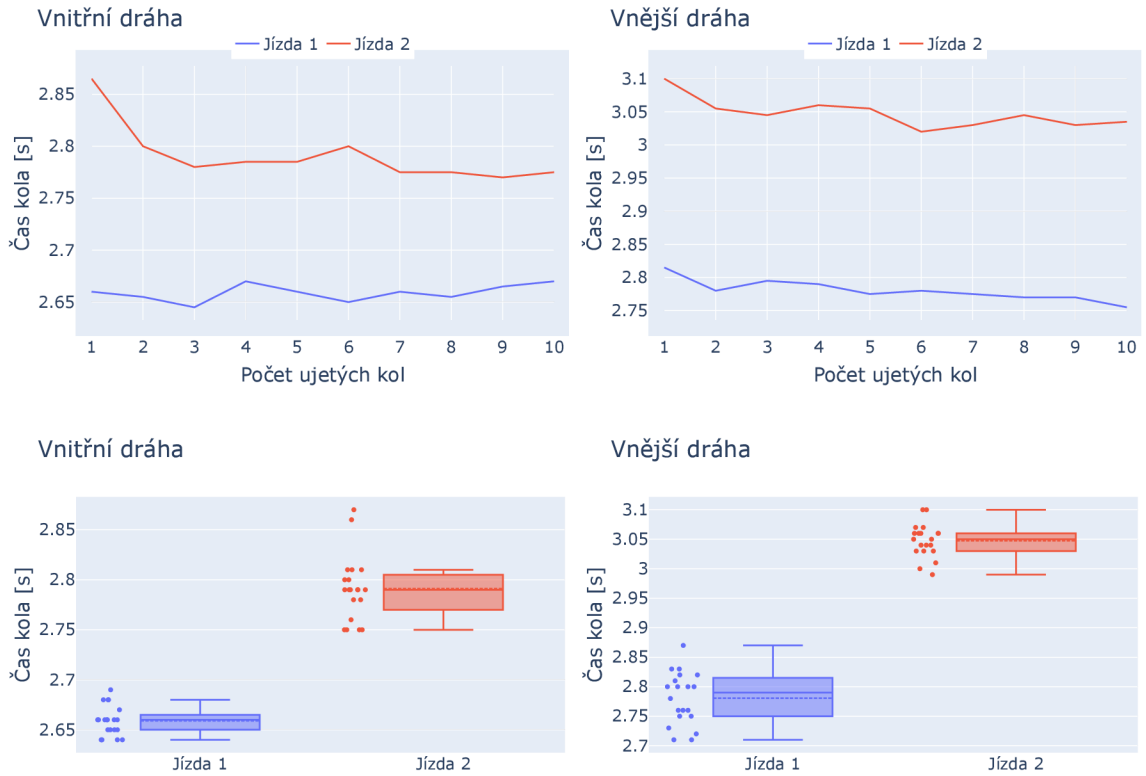 Vnitřní dráha
Jízda 1 Jízda 2
2.85
2.8
2.75
2.7
2.65
Čas kola [s]
1 2 3 4 5 6 7 8 9 10
Počet ujetých kol
Vnější dráha
Jízda 1 Jízda 2
3.1
3.05
3
2.95
2.9
2.85
2.8
2.75
Čas kola [s]
1 2 3 4 5 6 7 8 9 10
Počet ujetých kol
Vnitřní dráha
2.85
2.8
2.75
2.7
2.65
Čas kola [s]
Jízda 1 Jízda 2
Vnější dráha
3.1
3.05
3
2.95
2.9
2.85
2.8
2.75
2.7
Čas kola [s]
Jízda 1 Jízda 2